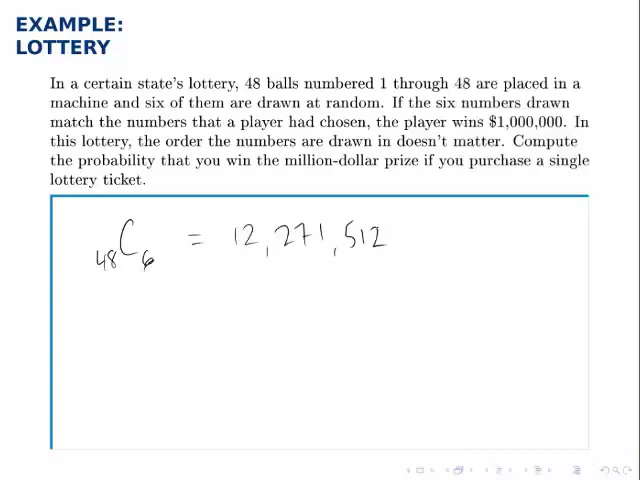 EXAMPLE:
LOTTERY
In a certain state's lottery, 48 balls numbered 1 through 48 are placed in a
machine and six of them are drawn at random. If the six numbers drawn
match the numbers that a player had chosen, the player wins $1,000,000. In
this lottery, the order the numbers are drawn in doesn't matter. Compute
the probability that you win the million-dollar prize if you purchase a single
lottery ticket.
48C6 = 12,271,512